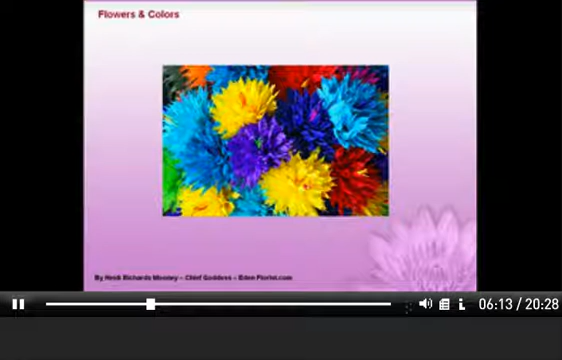 Flowers & Colors
By Heidi Richards Mooney – Chief Goddess – Eden Florist.com
06:13 / 20:28